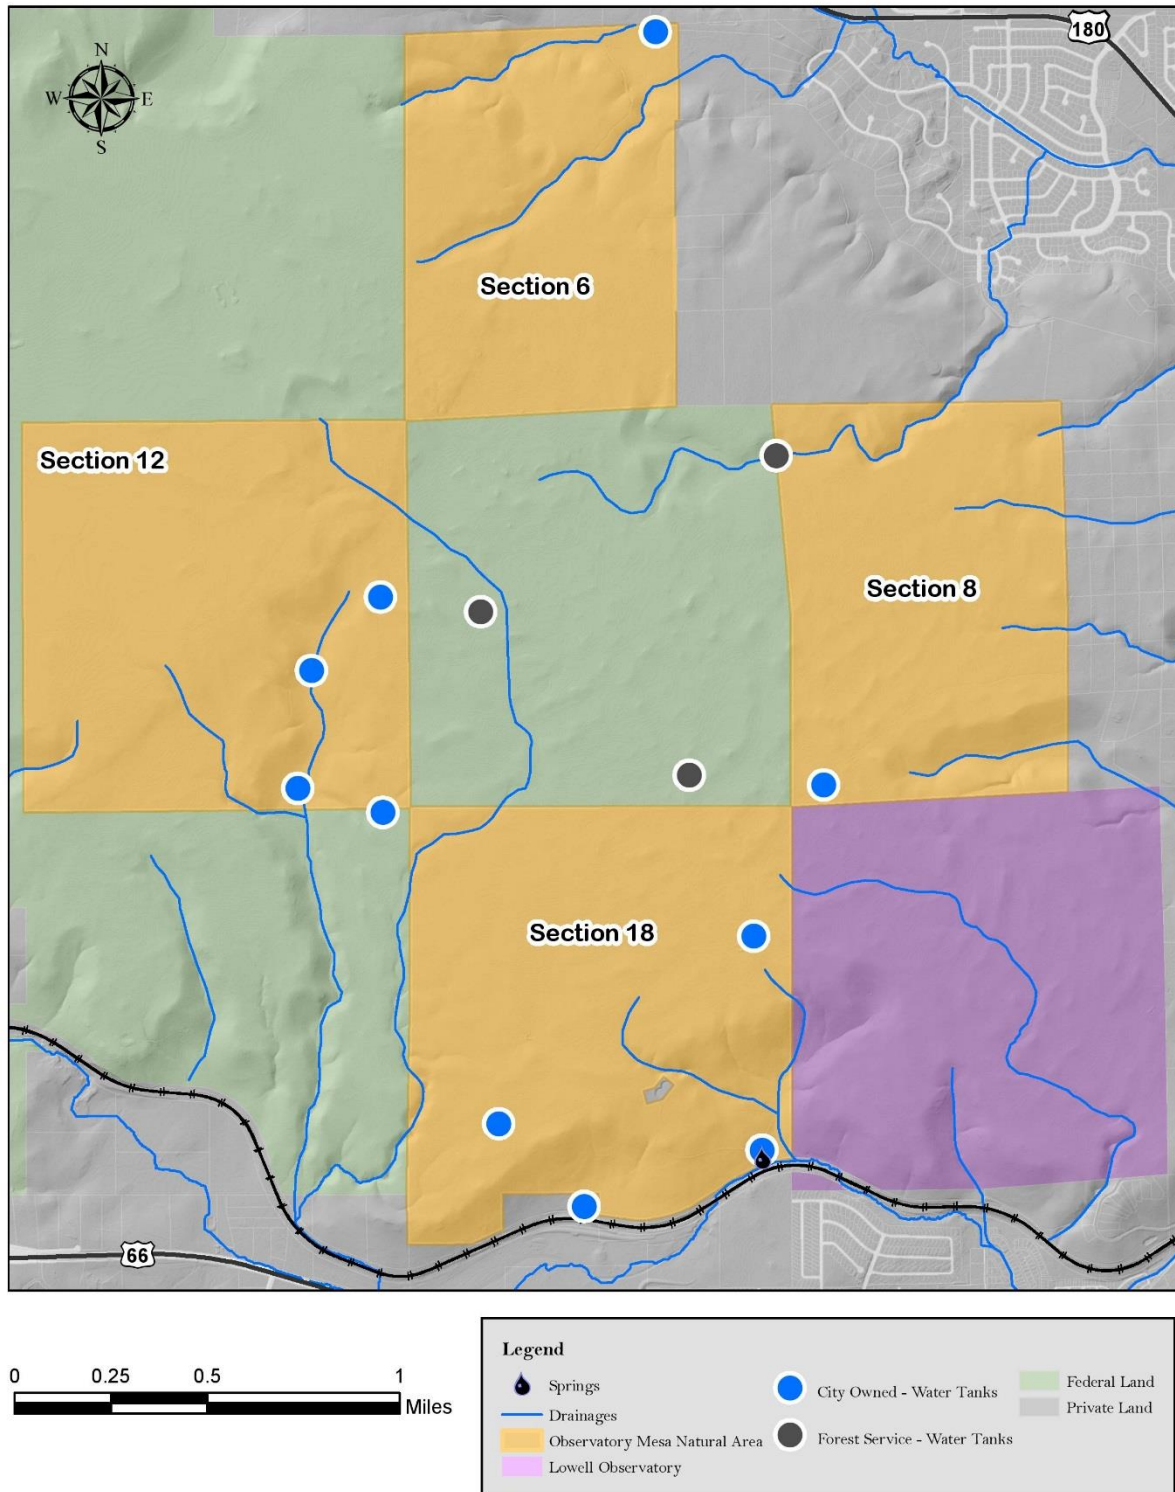 180
N
W E
S
Section 6
Section 12
Section 8
Section 18
66
0 0.25 0.5 1
Miles
Legend
Springs
Drainages
Observatory Mesa Natural Area
Lowell Observatory
City Owned - Water Tanks
Forest Service - Water Tanks
Federal Land
Private Land